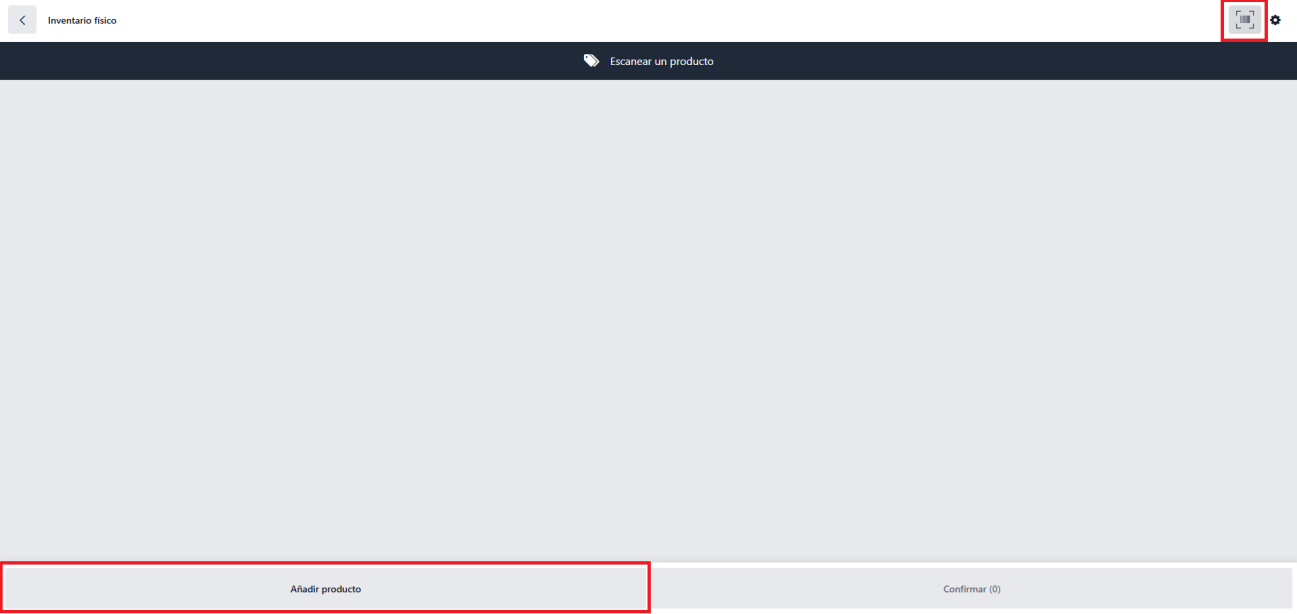 Inventario físico
Escanear un producto
Añadir producto
Confirmar (0)